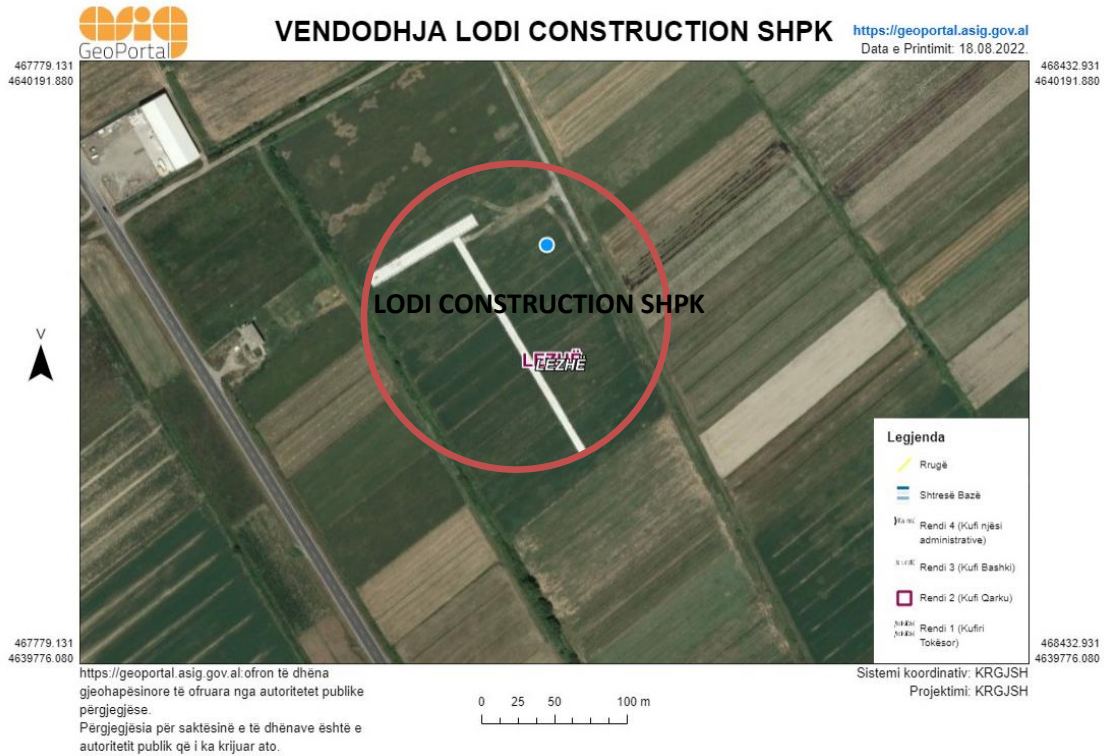 asig
GeoPortal
VENDODHJA LODI CONSTRUCTION SHPK
https://geoportal.asig.gov.al
Data e Printimit: 18.08.2022.
467779.131
4640191.880
468432.931
4640191.880
LODI CONSTRUCTION SHPK
LEZHË
LEZHË
V
Legjenda
Rrugë
Shtresë Bazë
Rendi 4 (Kufi njësi
administrative)
Rendi 3 (Kufi Bashki)
Rendi 2 (Kufi Qarku)
Rendi 1 (Kufiri
Tokësor)
467779.131
4639776.080
468432.931
4639776.080
https://geoportal.asig.gov.al:ofron të dhëna
gjeohapësinore të ofruara nga autoritetet publike
përgjegjëse.
Përgjegjësia për saktësinë e të dhënave është e
autoritetit publik që i ka krijuar ato.
0 25 50 100 m
Sistemi koordinativ: KRGJSH
Projektimi: KRGJSH